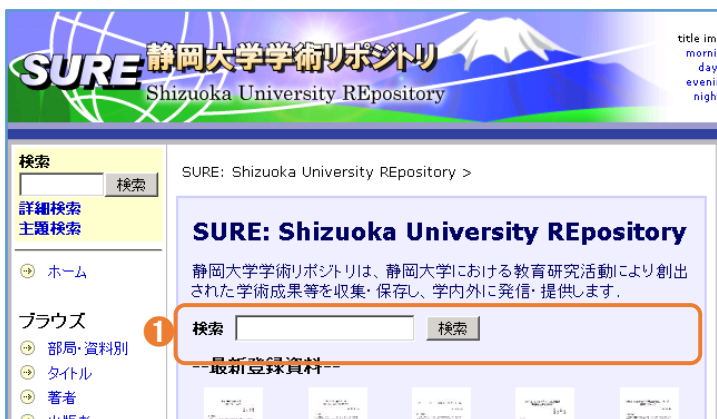 SURE 静岡大学学術リポジトリ
Shizuoka University REpository
title im
morni
day
eveni
nigh
検索
検索
詳細検索
主題検索
ホーム
ブラウズ
部局・資料別
タイトル
著者
SURE: Shizuoka University REpository >
SURE: Shizuoka University REpository
静岡大学学術リポジトリは、静岡大学における教育研究活動により創出
された学術成果等を収集・保存し、学内外に発信・提供します.
1
検索 検索
--最新登録資料--